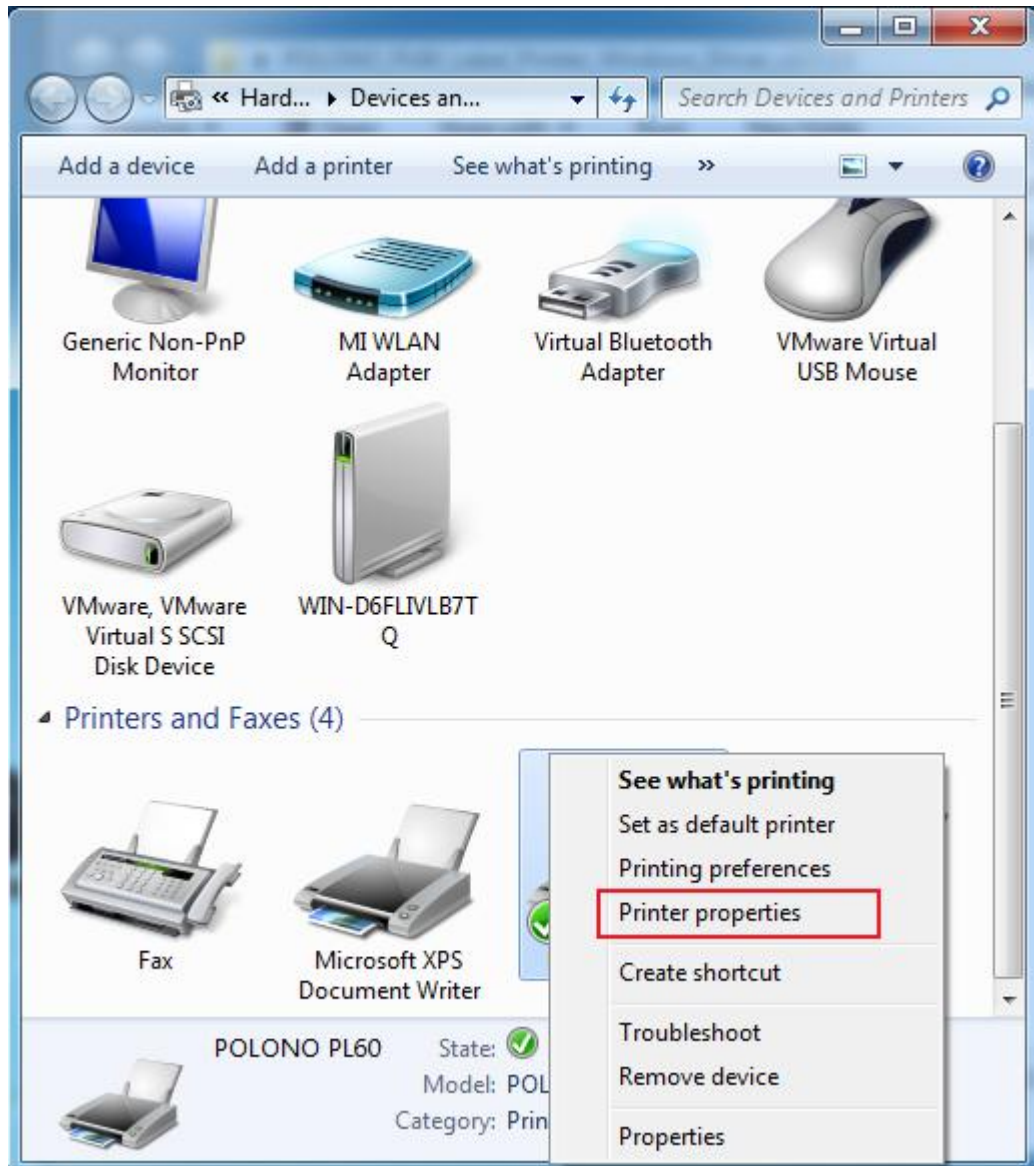 « Hard... ▸ Devices an...
Search Devices and Printers
Add a device Add a printer See what's printing »
Generic Non-PnP
Monitor
MI WLAN
Adapter
Virtual Bluetooth
Adapter
VMware Virtual
USB Mouse
VMware, VMware
Virtual S SCSI
Disk Device
WIN-D6FLIVLB7T
Q
Printers and Faxes (4)
Fax
Microsoft XPS
Document Writer
See what's printing
Set as default printer
Printing preferences
Printer properties
Create shortcut
Troubleshoot
Remove device
Properties
POLONO PL60 State:
Model: POL
Category: Prin